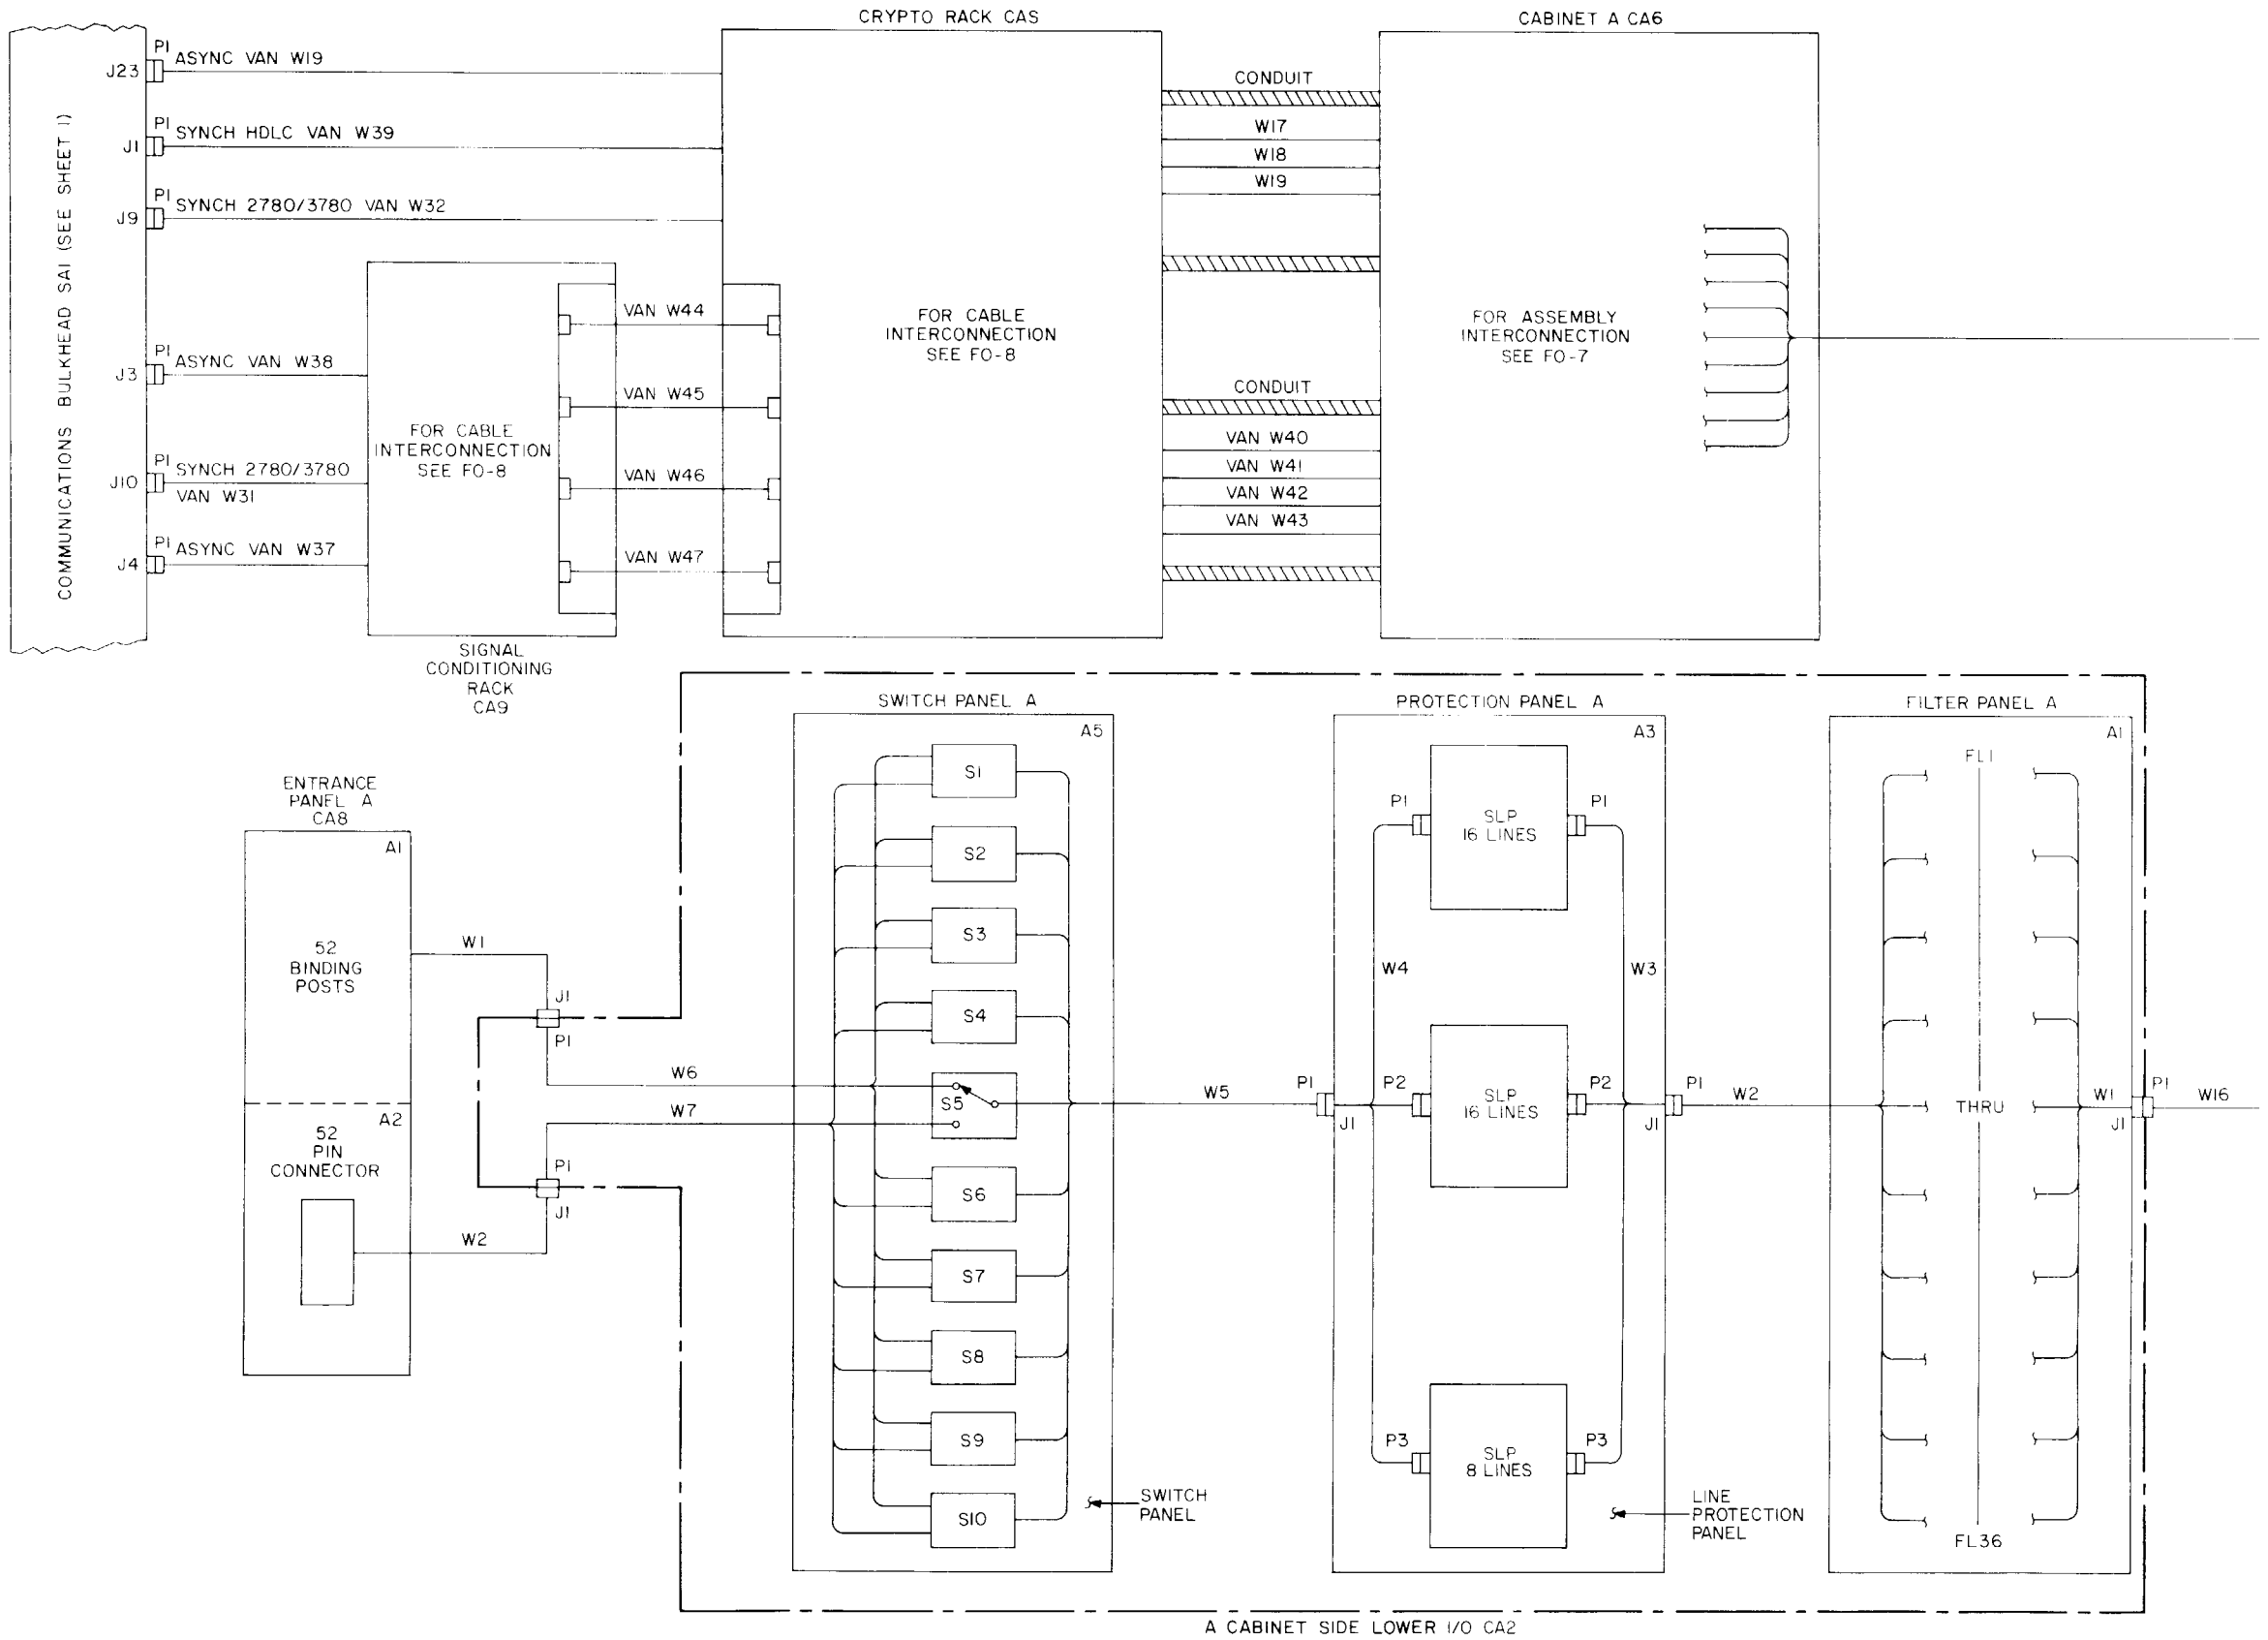 CRYPTO RACK CAS
CABINET A CA6
COMMUNICATIONS BULKHEAD SAI (SEE SHEET 1)
J23
P1
ASYNC VAN W19
J1
P1
SYNCH HDLC VAN W39
J9
P1
SYNCH 2780/3780 VAN W32
J3
P1
ASYNC VAN W38
J10
P1
SYNCH 2780/3780
VAN W31
J4
P1
ASYNC VAN W37
FOR CABLE
INTERCONNECTION
SEE FO-8
SIGNAL
CONDITIONING
RACK
CA9
VAN W44
VAN W45
VAN W46
VAN W47
FOR CABLE
INTERCONNECTION
SEE FO-8
CONDUIT
W17
W18
W19
CONDUIT
VAN W40
VAN W41
VAN W42
VAN W43
FOR ASSEMBLY
INTERCONNECTION
SEE FO-7
ENTRANCE
PANEL A
CA8
A1
52
BINDING
POSTS
A2
52
PIN
CONNECTOR
W1
J1
P1
W6
W7
P1
J1
W2
SWITCH PANEL A
A5
S1
S2
S3
S4
S5
S6
S7
S8
S9
S10
SWITCH
PANEL
W5
PROTECTION PANEL A
A3
P1
SLP
16 LINES
P1
W4
W3
P1
J1
P2
SLP
16 LINES
P2
P1
J1
P3
SLP
8 LINES
P3
LINE
PROTECTION
PANEL
W2
FILTER PANEL A
A1
FL1
THRU
FL36
W1
J1
P1
W16
A CABINET SIDE LOWER I/O CA2